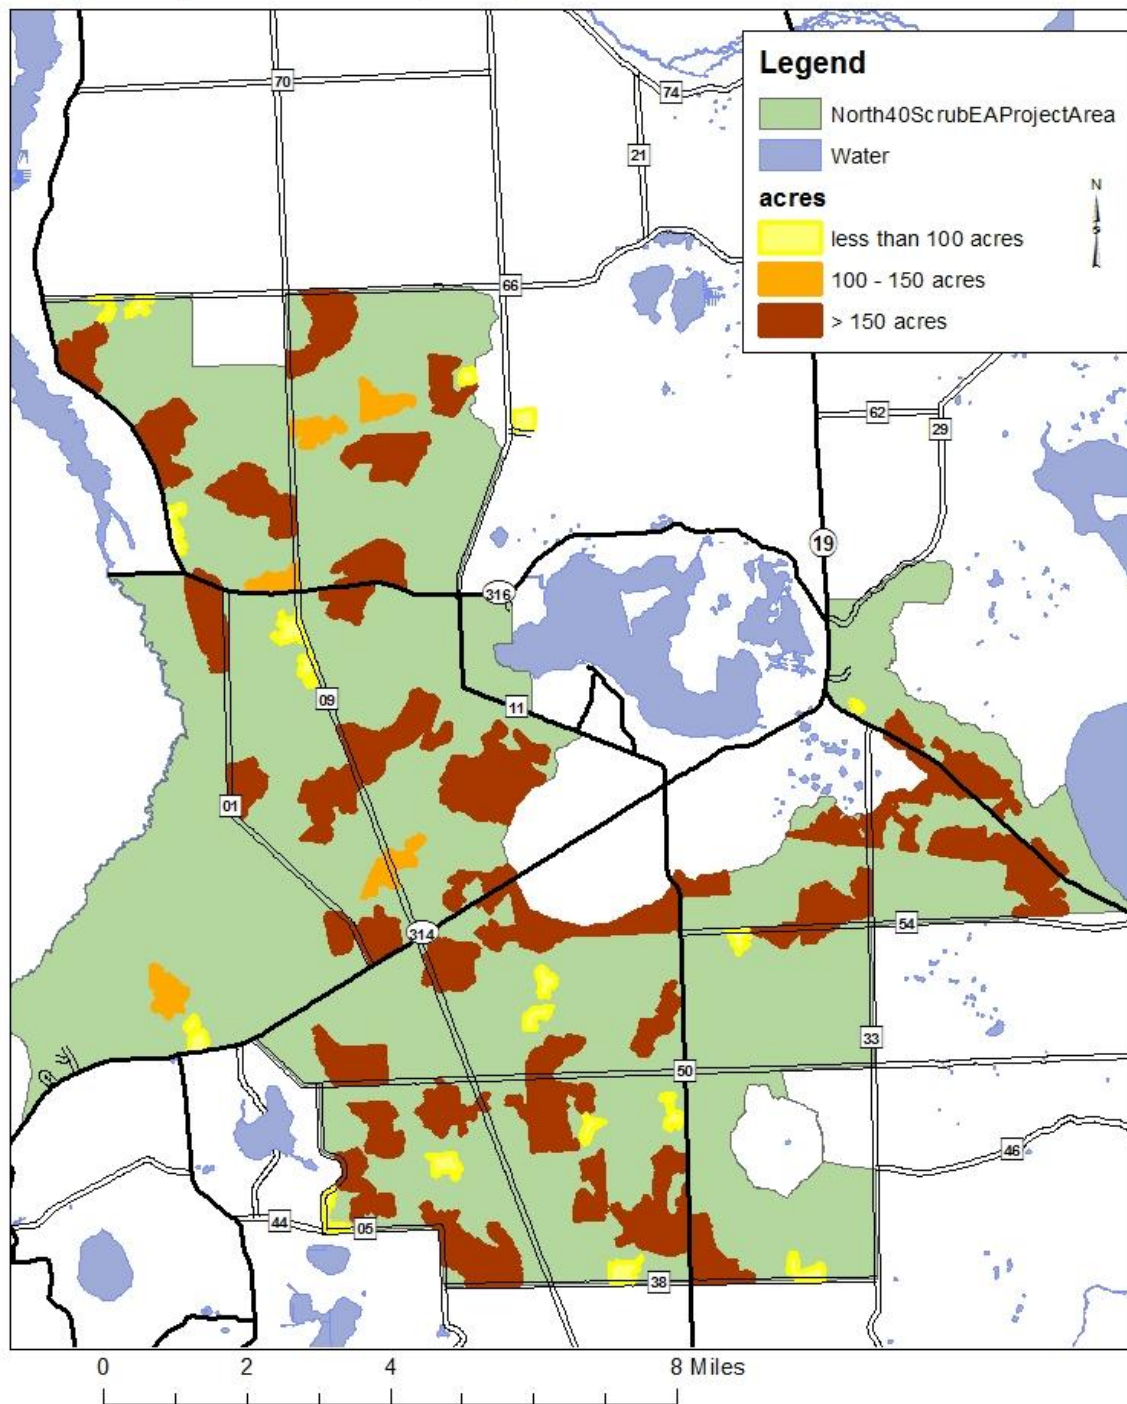 Legend
North40ScrubEAProjectArea
Water
acres
less than 100 acres
100 - 150 acres
> 150 acres
N
S
70
74
21
66
62
29
19
316
09
11
01
314
54
33
50
46
44
05
38
0 2 4 8 Miles